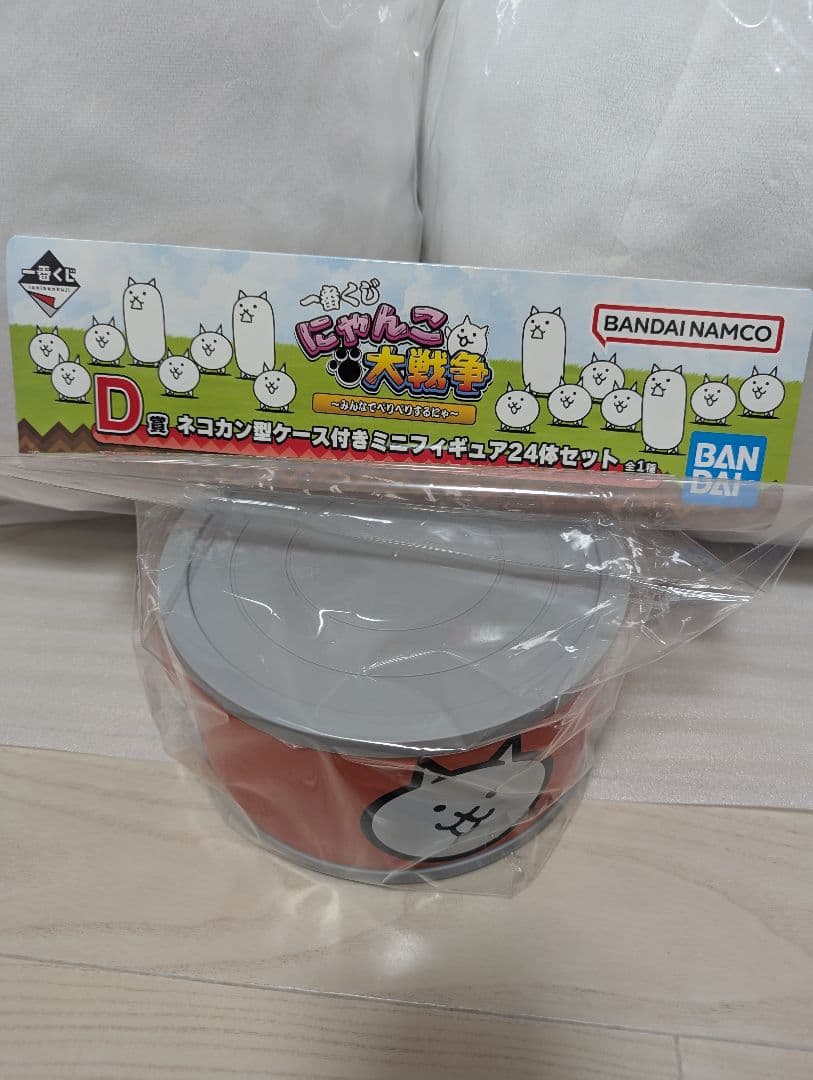 一番くじ
一番くじ
にゃんこ
大戦争
～みんなでぺりぺりするにゃ～
BANDAI NAMCO
D賞 ネコカン型ケース付きミニフィギュア24体セット 全1種
BAN
DAI